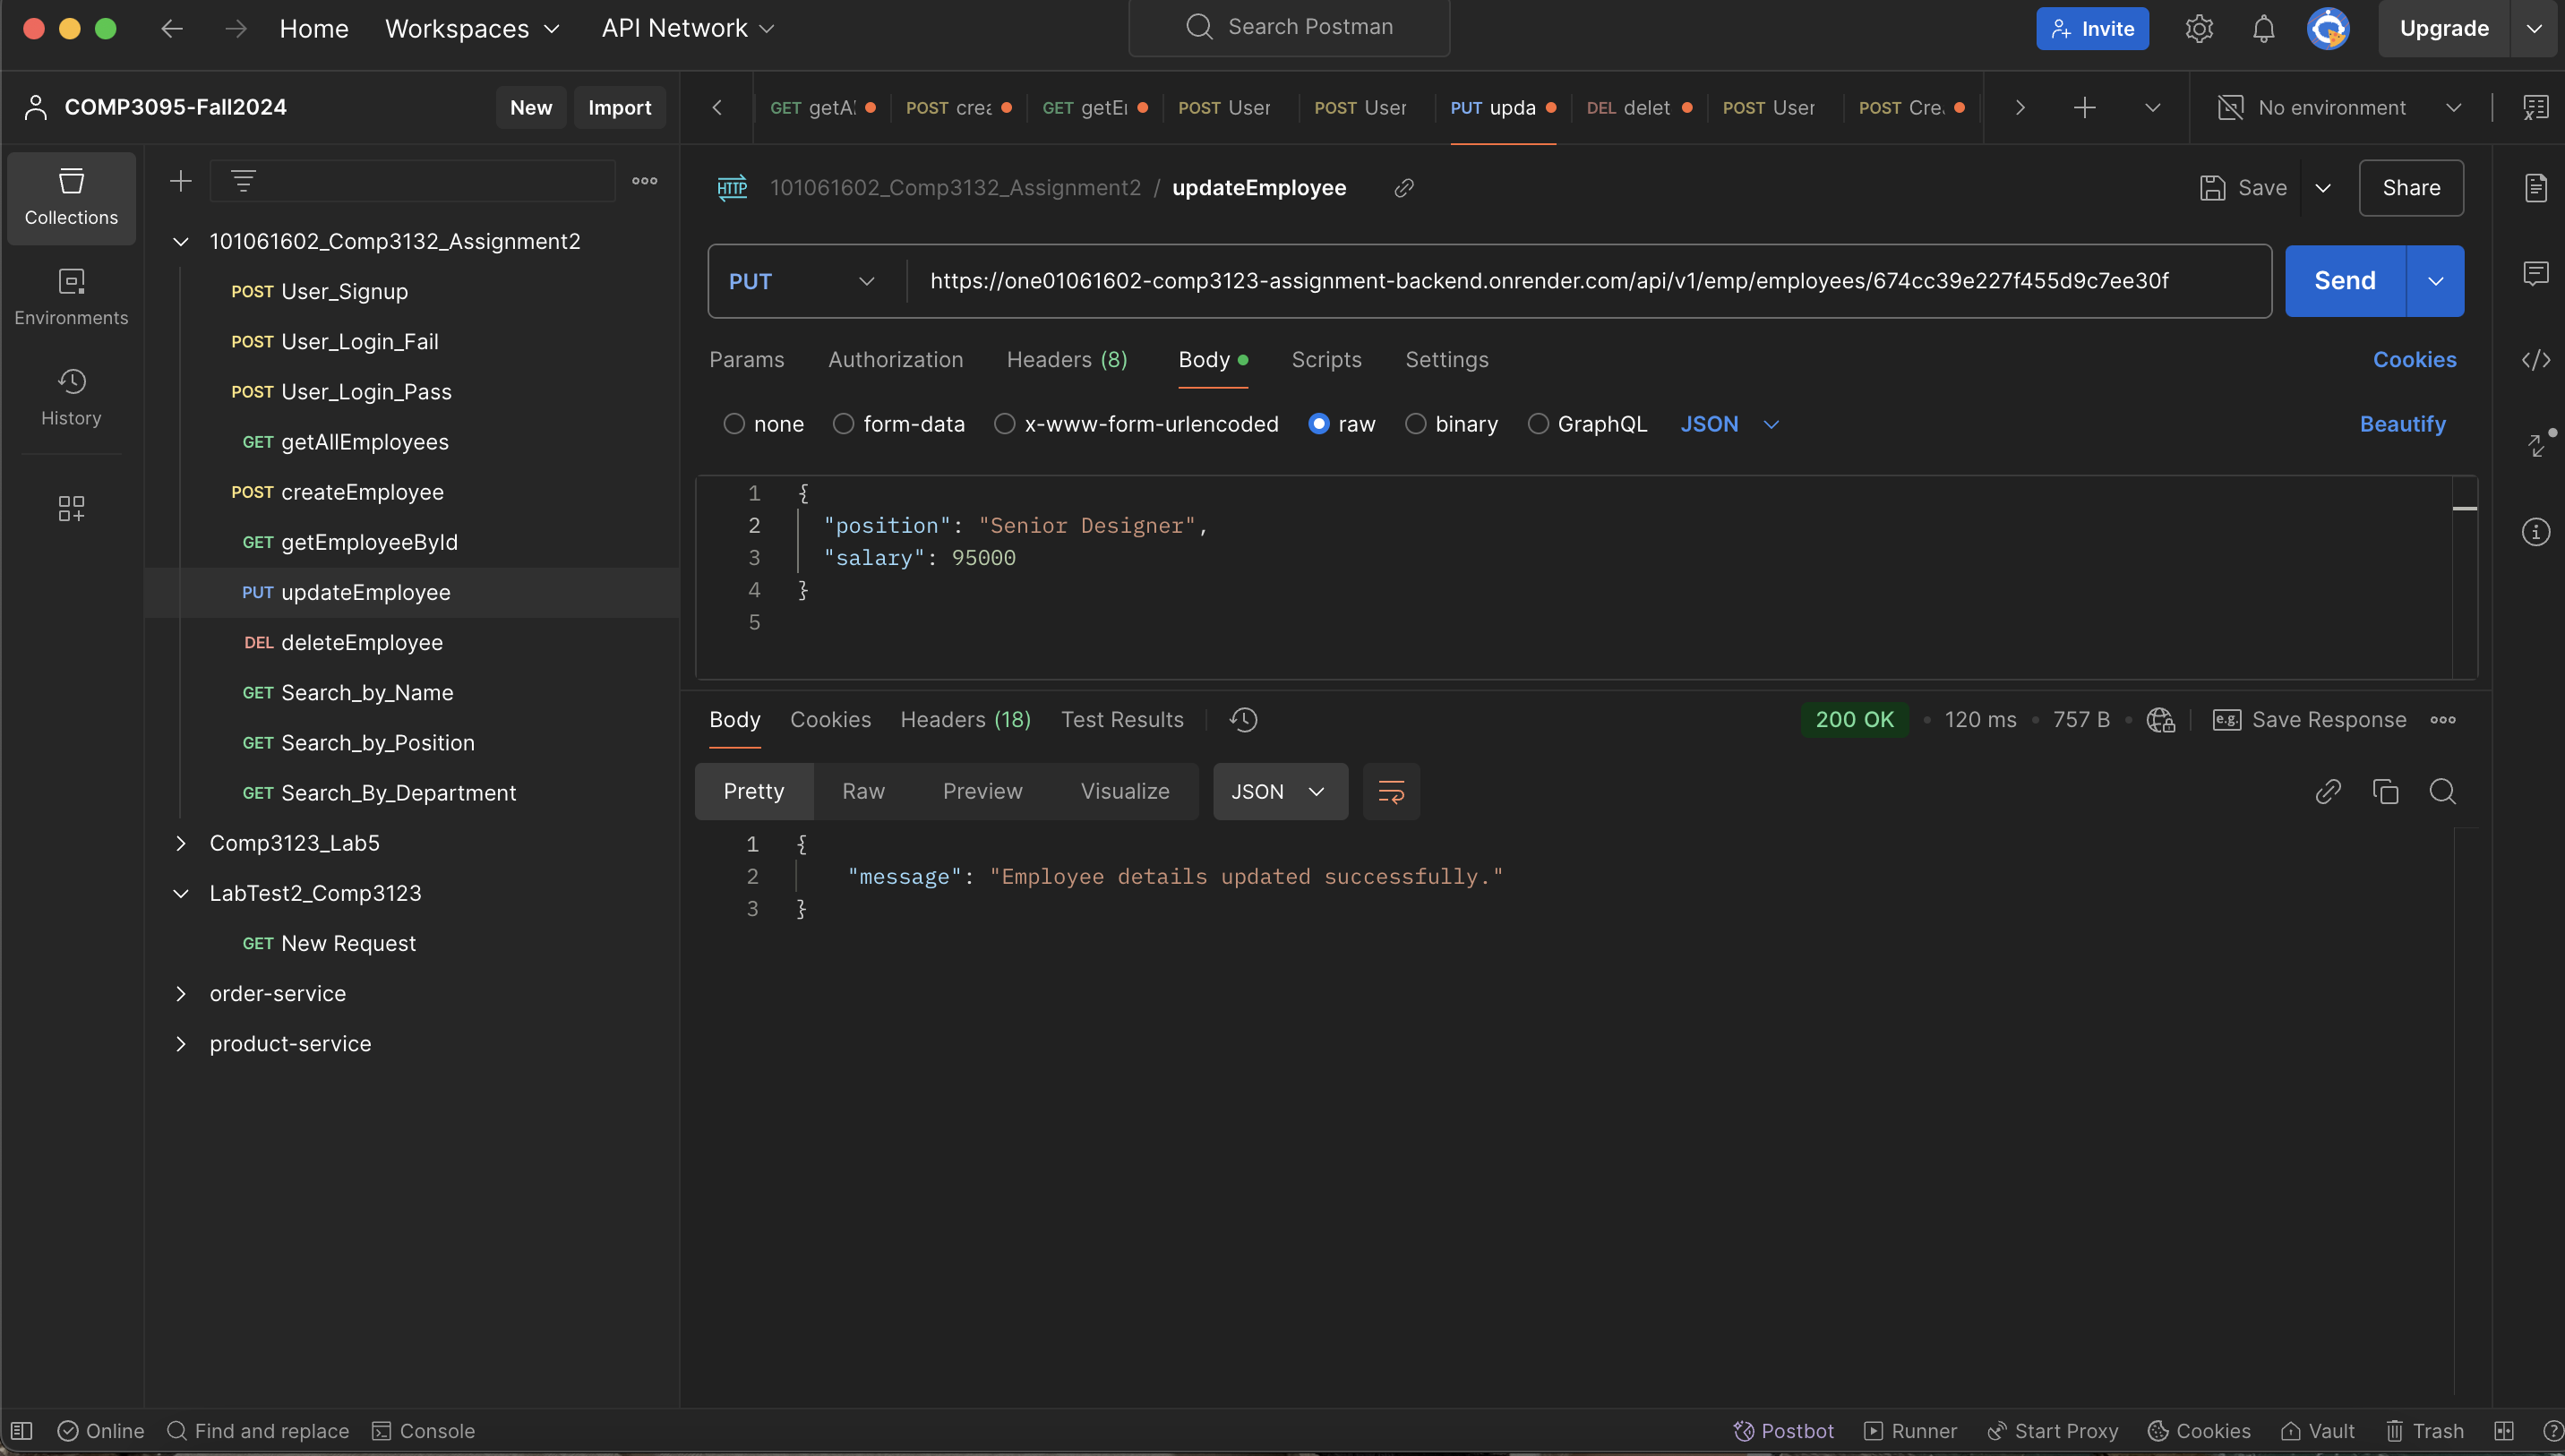 Home Workspaces API Network Search Postman Invite Upgrade
COMP3095-Fall2024 New Import
GET getAl POST crea GET getEi POST User POST User PUT upda DEL delet POST User POST Cre. No environment
Collections
Environments
History
101061602_Comp3132_Assignment2
POST User_Signup
POST User_Login_Fail
POST User_Login_Pass
GET getAllEmployees
POST createEmployee
GET getEmployeeById
PUT updateEmployee
DEL deleteEmployee
GET Search_by_Name
GET Search_by_Position
GET Search_By_Department
Comp3123_Lab5
LabTest2_Comp3123
GET New Request
order-service
product-service
HTTP 101061602_Comp3132_Assignment2 / updateEmployee Save Share
PUT https://one01061602-comp3123-assignment-backend.onrender.com/api/v1/emp/employees/674cc39e227f455d9c7ee30f Send
Params Authorization Headers (8) Body Scripts Settings Cookies
none form-data x-www-form-urlencoded raw binary GraphQL JSON Beautify
1 {
2 "position": "Senior Designer",
3 "salary": 95000
4 }
5
Body Cookies Headers (18) Test Results 200 OK • 120 ms • 757 B • e.g. Save Response
Pretty Raw Preview Visualize JSON
1 {
2 "message": "Employee details updated successfully."
3 }
Online Find and replace Console Postbot Runner Start Proxy Cookies Vault Trash